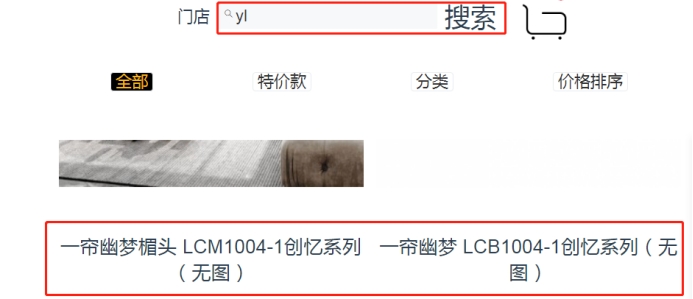 门店 yl 搜索
全部 特价款 分类 价格排序
一帘幽梦楣头 LCM1004-1创忆系列
（无图）
一帘幽梦 LCB1004-1创忆系列（无
图）